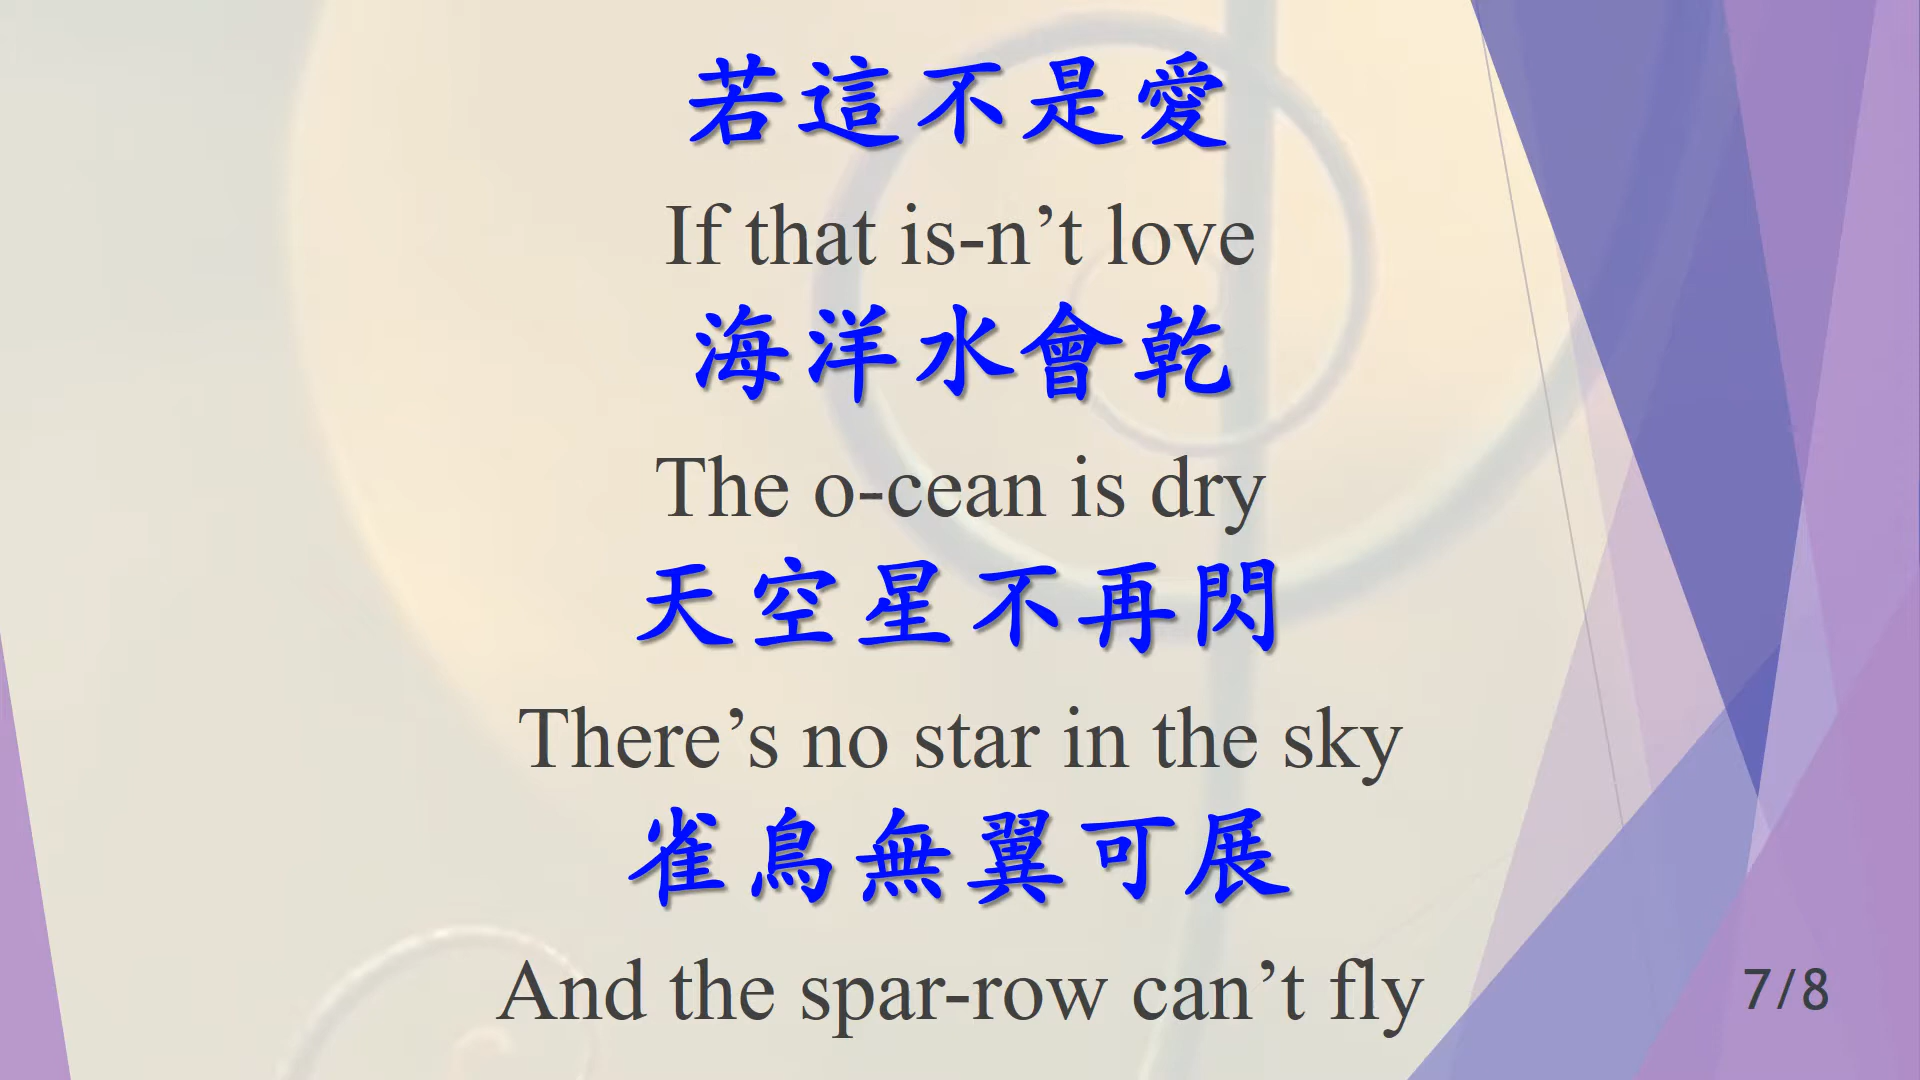 若這不是愛
If that is-n’t love
海洋水會乾
The o-cean is dry
天空星不再閃
There’s no star in the sky
雀鳥無翼可展
And the spar-row can’t fly
7/8